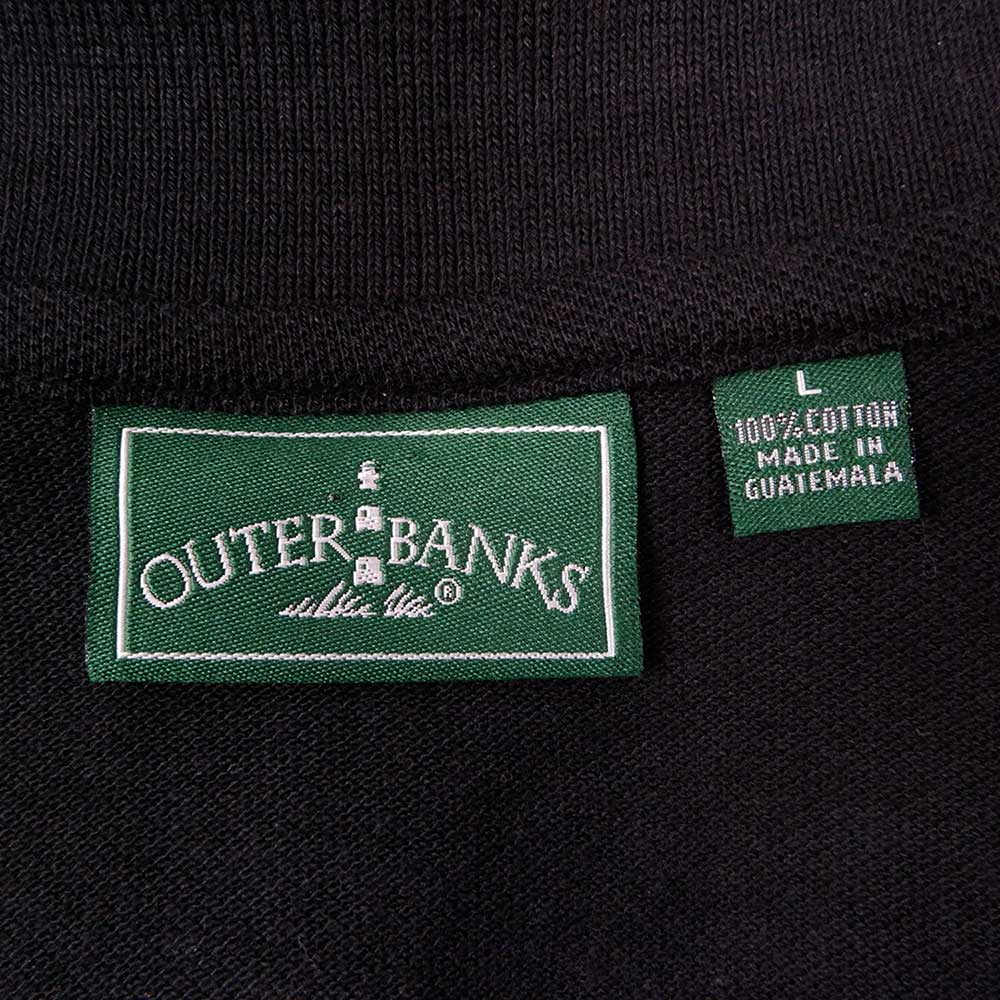 OUTER BANKS®
L
100% COTTON
MADE IN
GUATEMALA